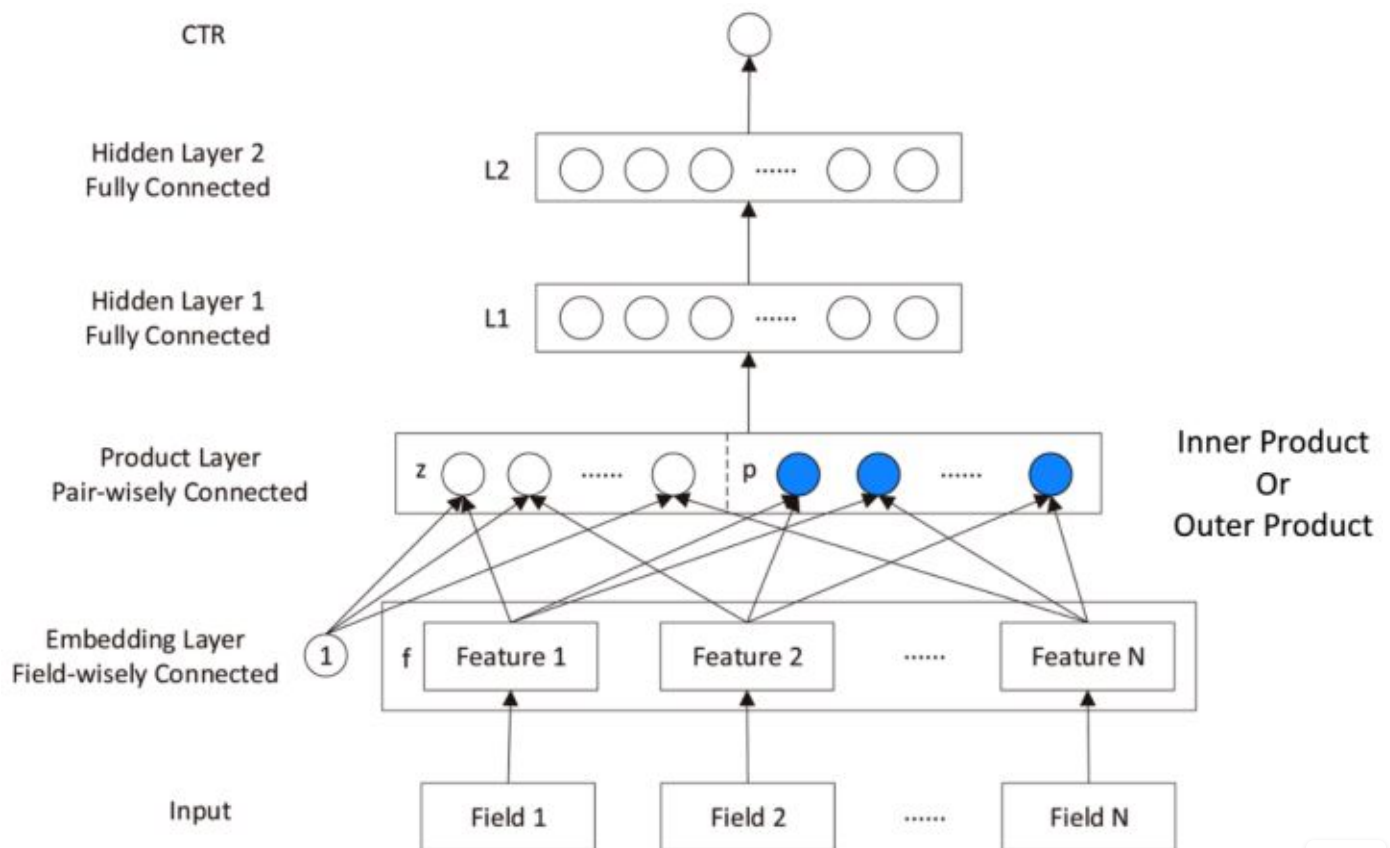 CTR
Hidden Layer 2
Fully Connected
L2
......
Hidden Layer 1
Fully Connected
L1
......
Product Layer
Pair-wisely Connected
z
......
p
......
Inner Product
Or
Outer Product
Embedding Layer
Field-wisely Connected
1
f
Feature 1
Feature 2
......
Feature N
Input
Field 1
Field 2
......
Field N